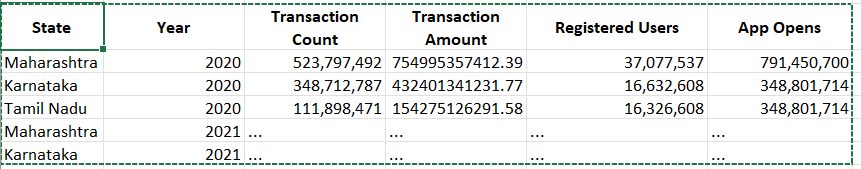 State Year Transaction Count Transaction Amount Registered Users App Opens
Maharashtra 2020 523,797,492 754995357412.39 37,077,537 791,450,700
Karnataka 2020 348,712,787 432401341231.77 16,632,608 348,801,714
Tamil Nadu 2020 111,898,471 154275126291.58 16,326,608 348,801,714
Maharashtra 2021 ... ... ... ...
Karnataka 2021 ... ... ... ...